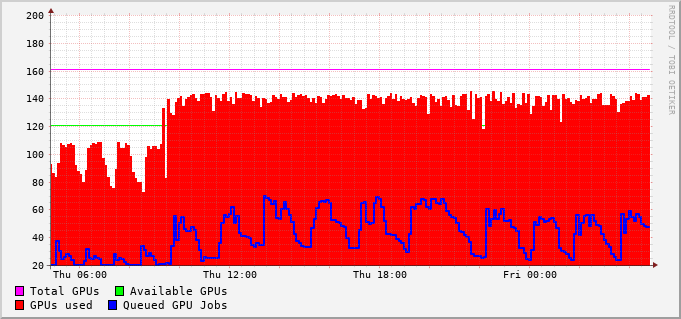 200
180
160
140
120
100
80
60
40
20
Thu 06:00 Thu 12:00 Thu 18:00 Fri 00:00
Total GPUs Available GPUs
GPUs used Queued GPU Jobs
RRDTOOL / TOBI OETIKER